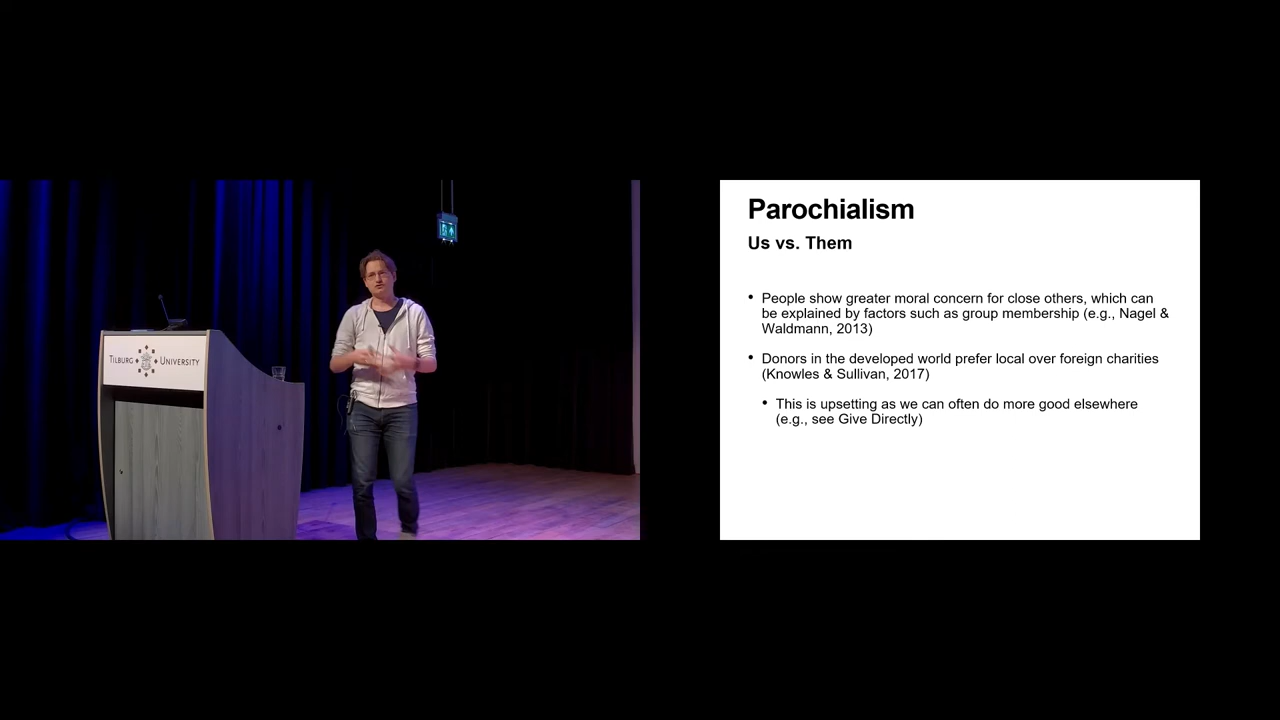 TILBURG UNIVERSITY
Parochialism
Us vs. Them
• People show greater moral concern for close others, which can
be explained by factors such as group membership (e.g., Nagel &
Waldmann, 2013)
• Donors in the developed world prefer local over foreign charities
(Knowles & Sullivan, 2017)
• This is upsetting as we can often do more good elsewhere
(e.g., see Give Directly)